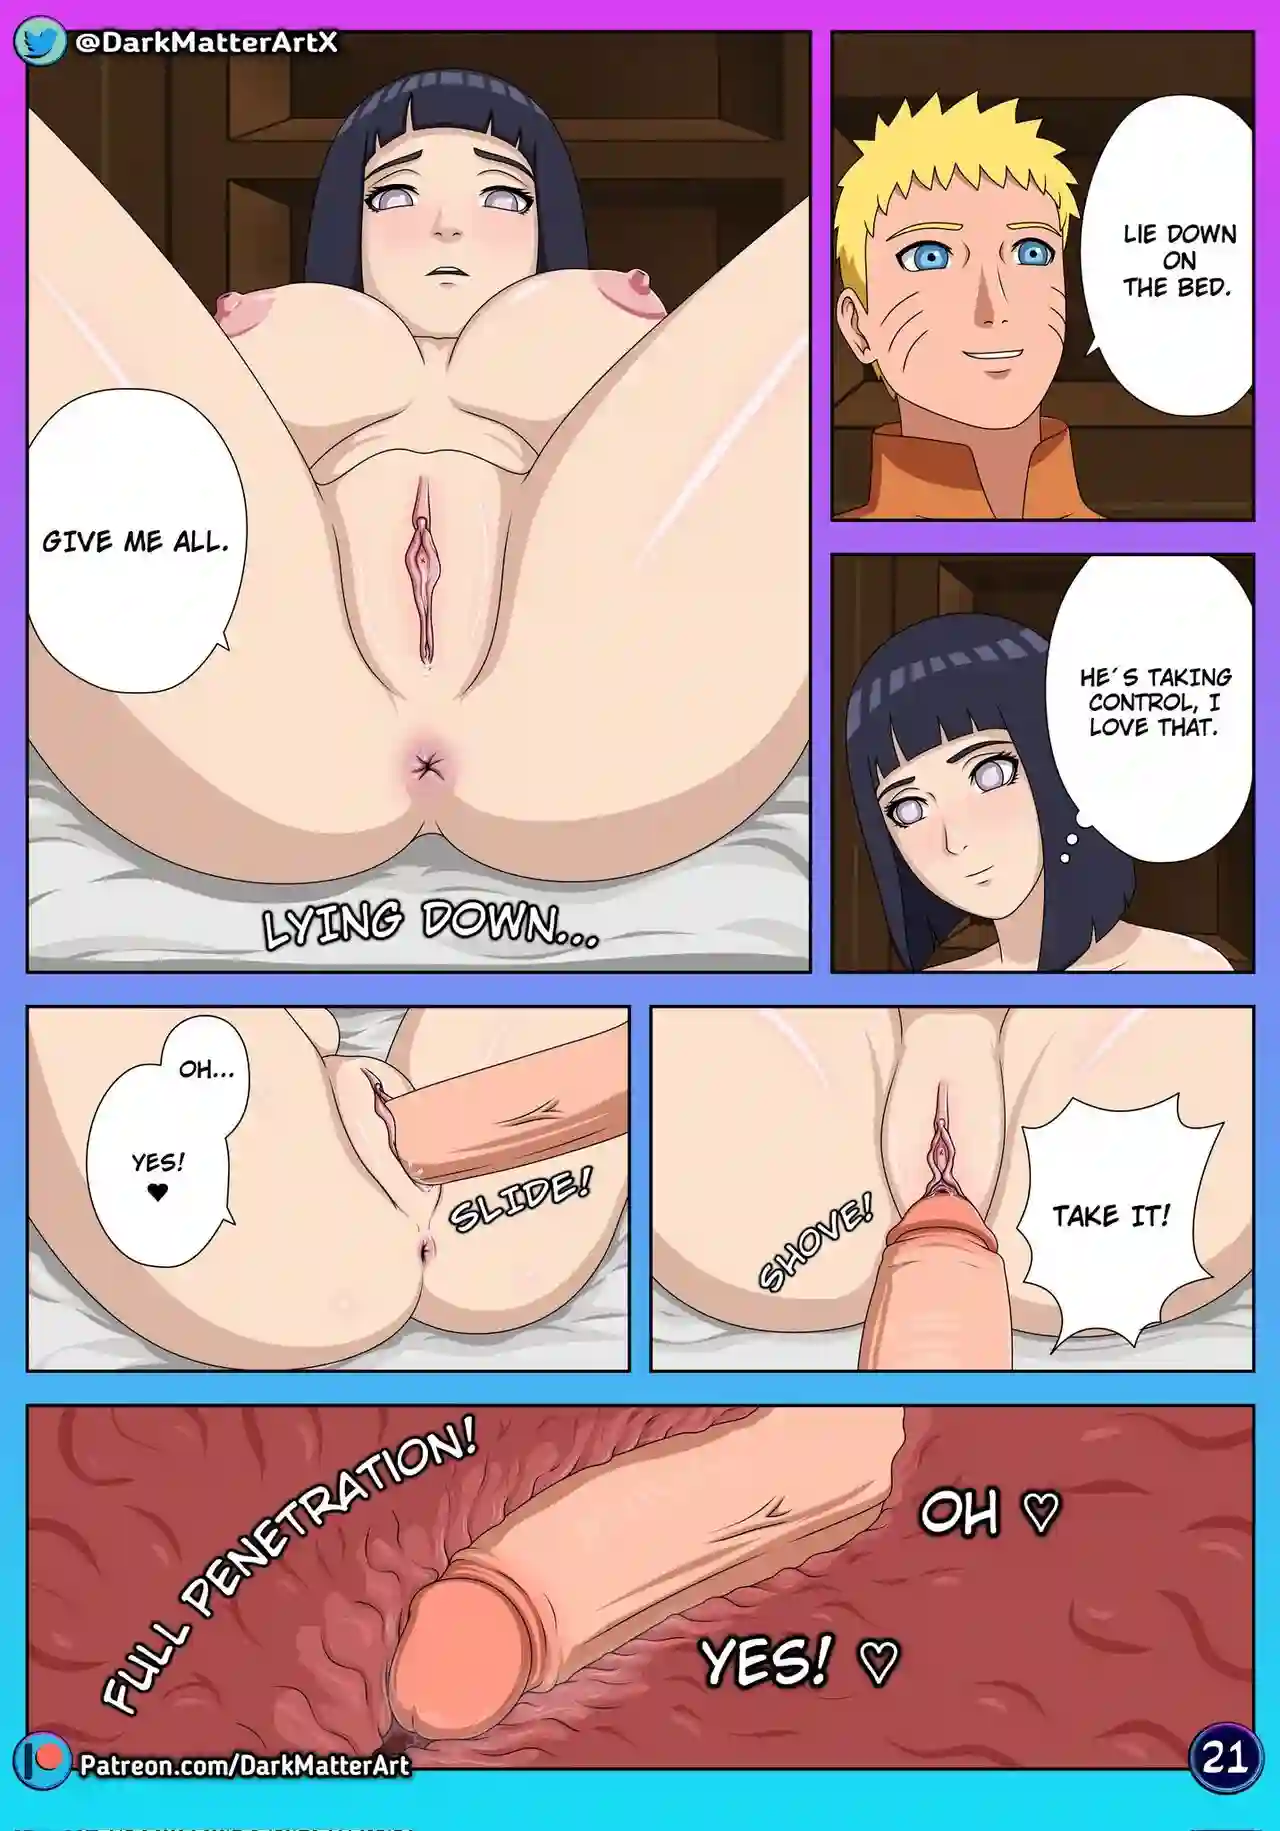 @DarkMatterArtX
LIE DOWN
ON
THE BED.
GIVE ME ALL.
LYING DOWN...
HE'S TAKING
CONTROL, I
LOVE THAT.
OH...
YES!
♥
SLIDE!
SHOVE!
TAKE IT!
FULL PENETRATION!
OH ♡
YES! ♡
Patreon.com/DarkMatterArt
21